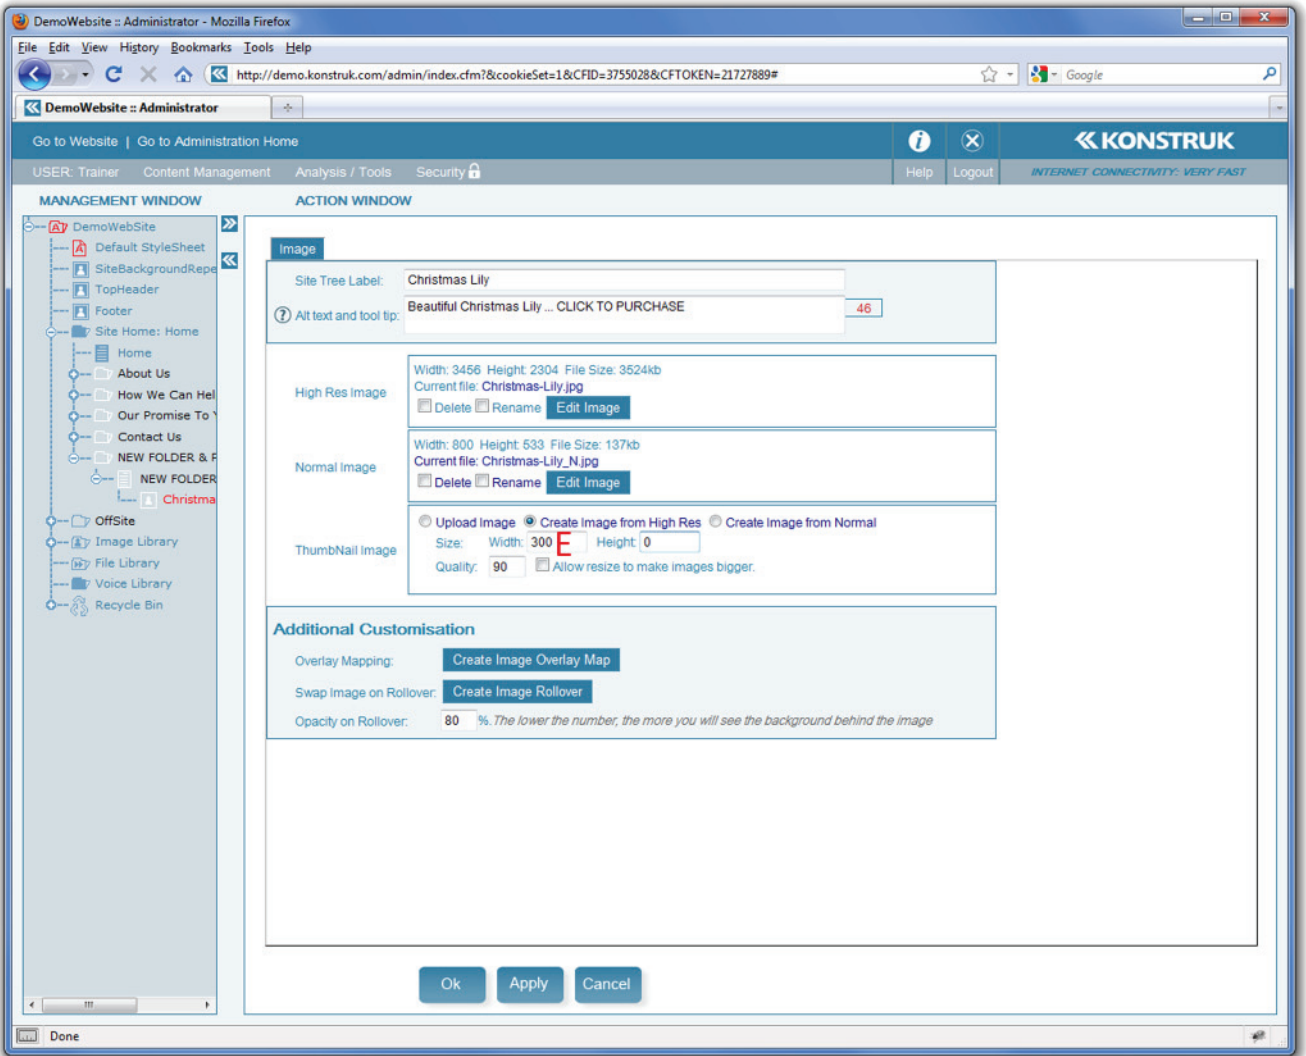 DemoWebsite :: Administrator - Mozilla Firefox
File Edit View History Bookmarks Tools Help
http://demo.konstruk.com/admin/index.cfm?&cookieSet=1&CFID=3755028&CFTOKEN=21727889#
Google
DemoWebsite :: Administrator
Go to Website | Go to Administration Home
KONSTRUK
USER: Trainer Content Management Analysis / Tools Security Help Logout INTERNET CONNECTIVITY: VERY FAST
MANAGEMENT WINDOW
ACTION WINDOW
DemoWebSite
Default StyleSheet
SiteBackgroundRepe
TopHeader
Footer
Site Home: Home
Home
About Us
How We Can Hel
Our Promise To Y
Contact Us
NEW FOLDER & P
NEW FOLDER
Christma
OffSite
Image Library
File Library
Voice Library
Recycle Bin
Image
Site Tree Label: Christmas Lily
Alt text and tool tip: Beautiful Christmas Lily ... CLICK TO PURCHASE 46
High Res Image
Width: 3456 Height: 2304 File Size: 3524kb
Current file: Christmas-Lily.jpg
Delete Rename Edit Image
Normal Image
Width: 800 Height: 533 File Size: 137kb
Current file: Christmas-Lily_N.jpg
Delete Rename Edit Image
ThumbNail Image
Upload Image Create Image from High Res Create Image from Normal
Size: Width: 300 E Height: 0
Quality: 90 Allow resize to make images bigger.
Additional Customisation
Overlay Mapping: Create Image Overlay Map
Swap Image on Rollover: Create Image Rollover
Opacity on Rollover: 80 %. The lower the number, the more you will see the background behind the image
Ok Apply Cancel
Done